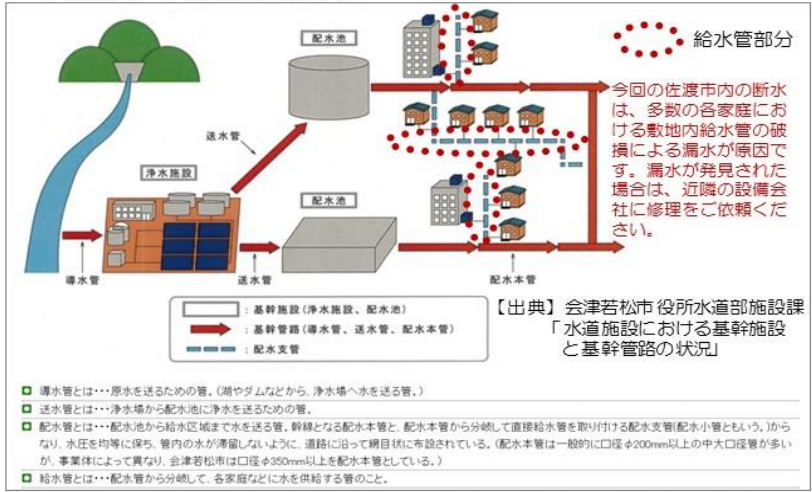 配水池
給水管部分
今回の佐渡市内の断水
は、多数の各家庭にお
ける敷地内給水管の破
損による漏水が原因で
す。漏水が発見された
場合は、近隣の設備会
社に修理をご依頼くだ
さい。
送水管
浄水施設
配水池
導水管
送水管
配水本管
：基幹施設(浄水施設、配水池)
：基幹管路(導水管、送水管、配水本管)
：配水支管
【出典】会津若松市役所水道部施設課
「水道施設における基幹施設
と基幹管路の状況」
導水管とは・・・原水を送るための管。(湖やダムなどから、浄水場へ水を送る管。)
送水管とは・・・浄水場から配水池に浄水を送るための管。
配水管とは・・・配水池から給水区域まで水を送る管。幹線となる配水本管と、配水本管から分岐して直接給水管を取り付ける配水支管(配水小管ともいう。)から
なり、水圧を均等に保ち、管内の水が滞留しないように、道路に沿って網目状に布設されている。(配水本管は一般的に口径φ200mm以上の中大口径管が多い
が、事業体によって異なり、会津若松市は口径φ350mm以上を配水本管としている。)
給水管とは・・・配水管から分岐して、各家庭などに水を供給する管のこと。